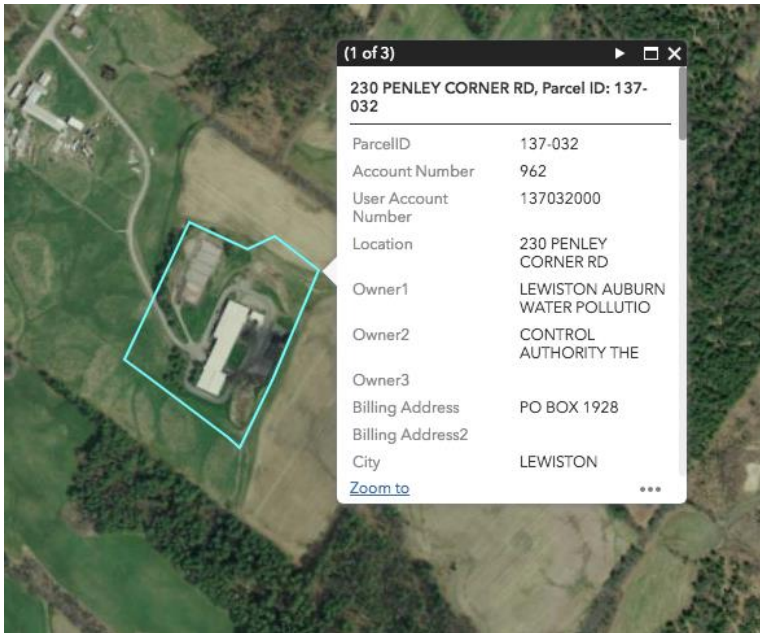 (1 of 3)
230 PENLEY CORNER RD, Parcel ID: 137-
032
ParcelID 137-032
Account Number 962
User Account 137032000
Number
Location 230 PENLEY
CORNER RD
Owner1 LEWISTON AUBURN
WATER POLLUTIO
Owner2 CONTROL
AUTHORITY THE
Owner3
Billing Address PO BOX 1928
Billing Address2
City LEWISTON
Zoom to